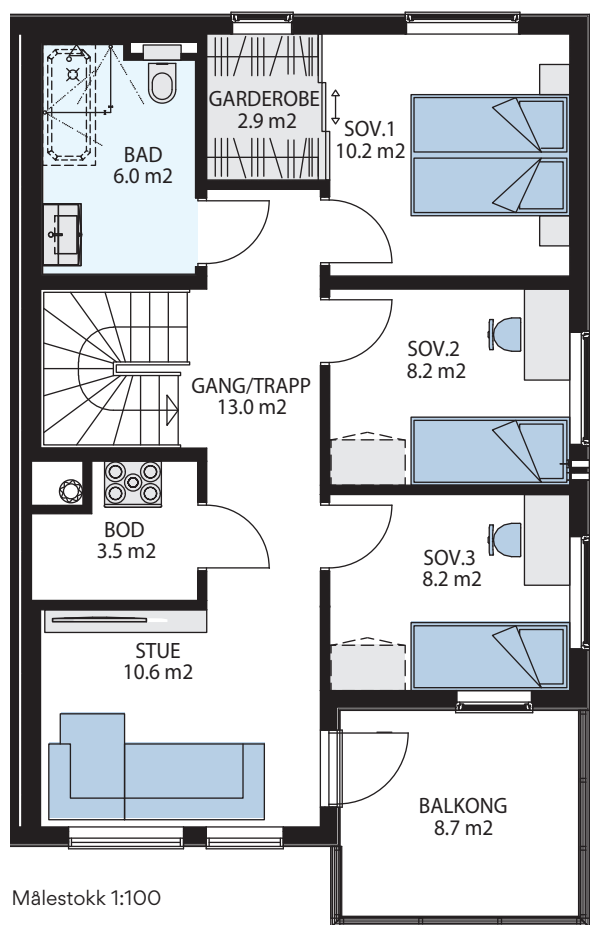 GARDEROBE
2.9 m2
SOV.1
10.2 m2
BAD
6.0 m2
SOV.2
8.2 m2
GANG/TRAPP
13.0 m2
BOD
3.5 m2
SOV.3
8.2 m2
STUE
10.6 m2
BALKONG
8.7 m2
Målestokk 1:100